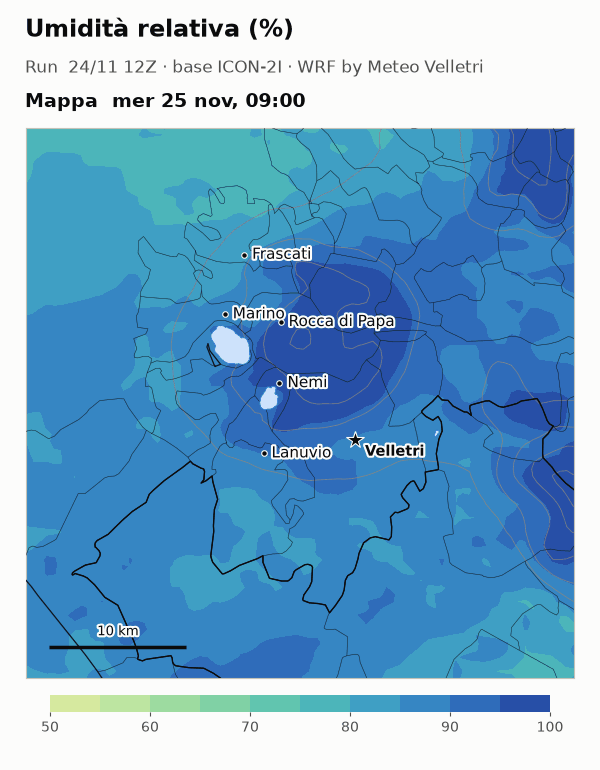 Umidità relativa (%)
Run  24/11 12Z · base ICON-2I · WRF by Meteo Velletri
Mappa  mer 25 nov, 09:00
Frascati
Marino
Rocca di Papa
Nemi
Velletri
Lanuvio
10 km
50 60 70 80 90 100